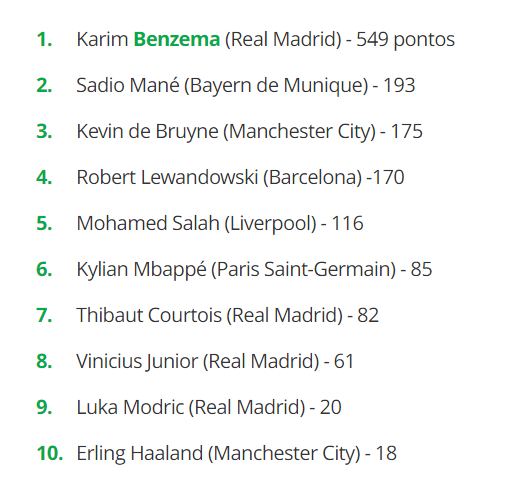 1. Karim Benzema (Real Madrid) - 549 pontos
2. Sadio Mané (Bayern de Munique) - 193
3. Kevin de Bruyne (Manchester City) - 175
4. Robert Lewandowski (Barcelona) -170
5. Mohamed Salah (Liverpool) - 116
6. Kylian Mbappé (Paris Saint-Germain) - 85
7. Thibaut Courtois (Real Madrid) - 82
8. Vinicius Junior (Real Madrid) - 61
9. Luka Modric (Real Madrid) - 20
10. Erling Haaland (Manchester City) - 18